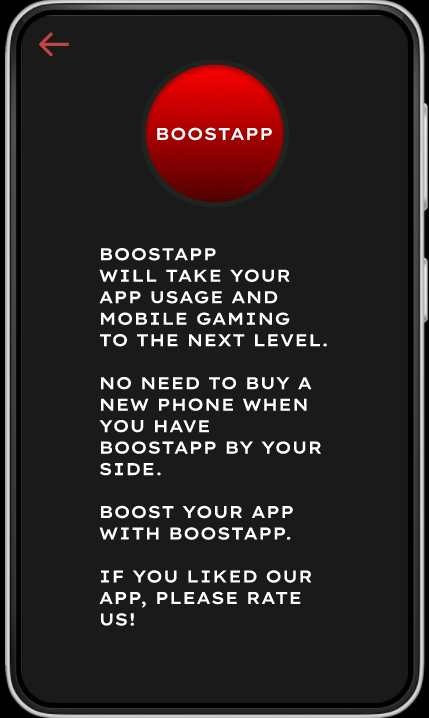 BOOSTAPP
BOOSTAPP
WILL TAKE YOUR
APP USAGE AND
MOBILE GAMING
TO THE NEXT LEVEL.
NO NEED TO BUY A
NEW PHONE WHEN
YOU HAVE
BOOSTAPP BY YOUR
SIDE.
BOOST YOUR APP
WITH BOOSTAPP.
IF YOU LIKED OUR
APP, PLEASE RATE
US!